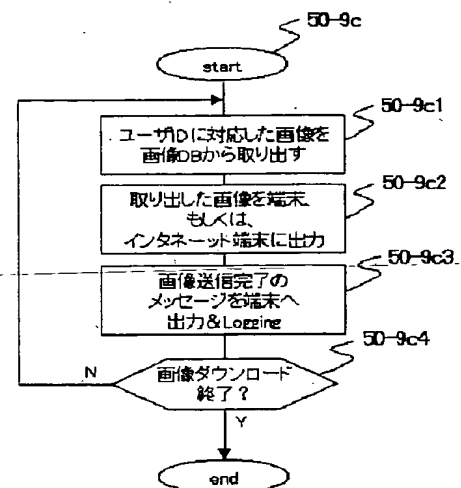 50-9c
start
50-9c1
ユーザIDに対応した画像を
画像DBから取り出す
50-9c2
取り出した画像を端末、
もしくは、
インタネーット端末に出力
50-9c3
画像送信完了の
メッセージを端末へ
出力&Logging
50-9c4
画像ダウンロード
終了?
N
Y
end